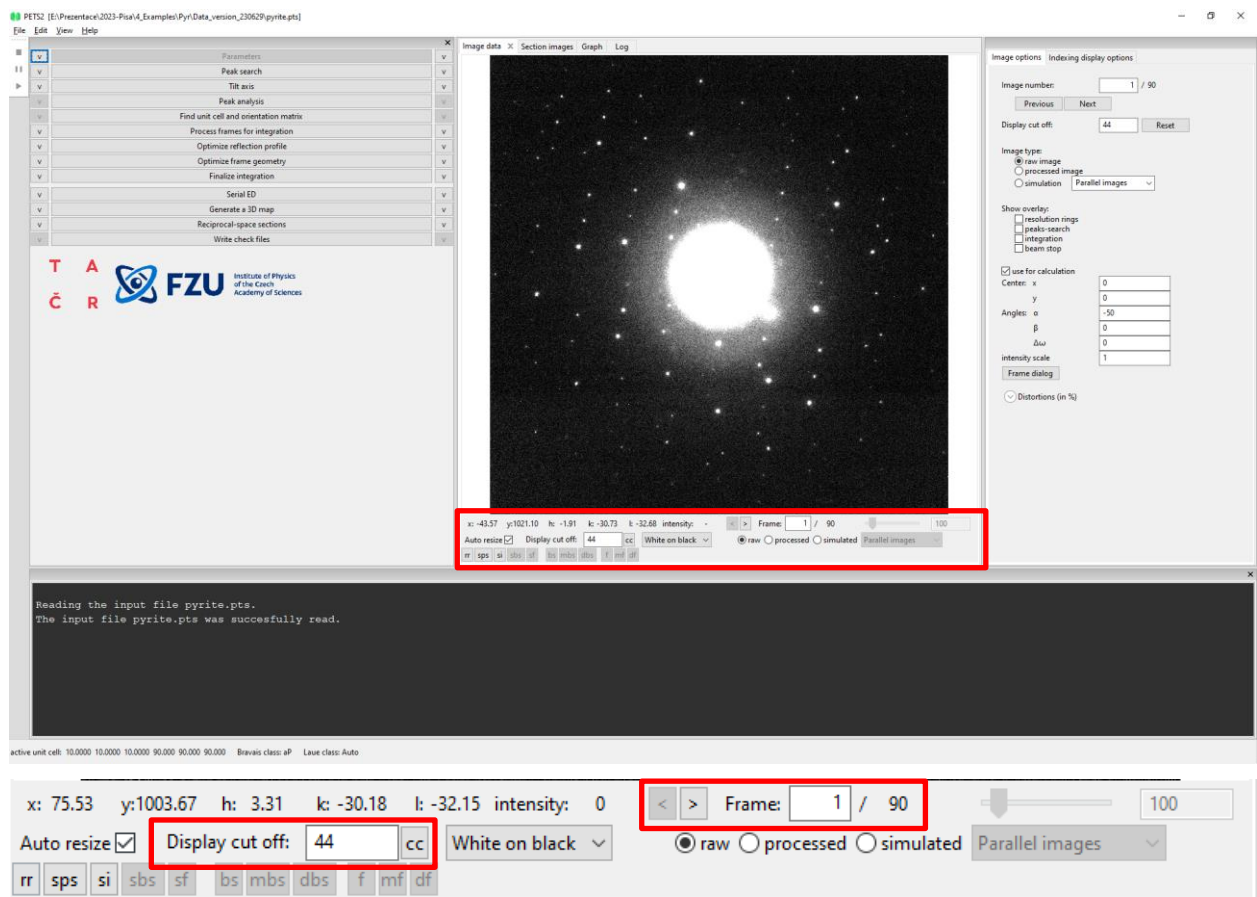 PETS2 [E:\Prezentace\2023-Pisa\4_Examples\Pyr\Data_version_230629\pyrite.pts]
File Edit View Help
v Parameters v
v Peak search v
v Tilt axis v
v Peak analysis v
v Find unit cell and orientation matrix v
v Process frames for integration v
v Optimize reflection profile v
v Optimize frame geometry v
v Finalize integration v
v Serial ED v
v Generate a 3D map v
v Reciprocal-space sections v
v Write check files v
T A
Č R
FZU
Institute of Physics
of the Czech
Academy of Sciences
Image data Section images Graph Log
x: -43.57 y:1021.10 h: -1.91 k: -30.73 l: -32.68 intensity: - < > Frame: 1 / 90 100
Auto resize Display cut off: 44 cc White on black raw processed simulated Parallel images
rr sps si sbs sf bs mbs dbs f mf df
Image options Indexing display options
Image number: 1 / 90
Previous Next
Display cut off: 44 Reset
Image type:
raw image
processed image
simulation Parallel images
Show overlay:
resolution rings
peaks-search
integration
beam stop
use for calculation
Center: x 0
y 0
Angles: α -50
β 0
Δω 0
intensity scale 1
Frame dialog
Distortions (in %)
Reading the input file pyrite.pts.
The input file pyrite.pts was succesfully read.
active unit cell: 10.0000 10.0000 10.0000 90.000 90.000 90.000 Bravais class: aP Laue class: Auto
x: 75.53 y:1003.67 h: 3.31 k: -30.18 l: -32.15 intensity: 0 < > Frame: 1 / 90 100
Auto resize Display cut off: 44 cc White on black raw processed simulated Parallel images
rr sps si sbs sf bs mbs dbs f mf df